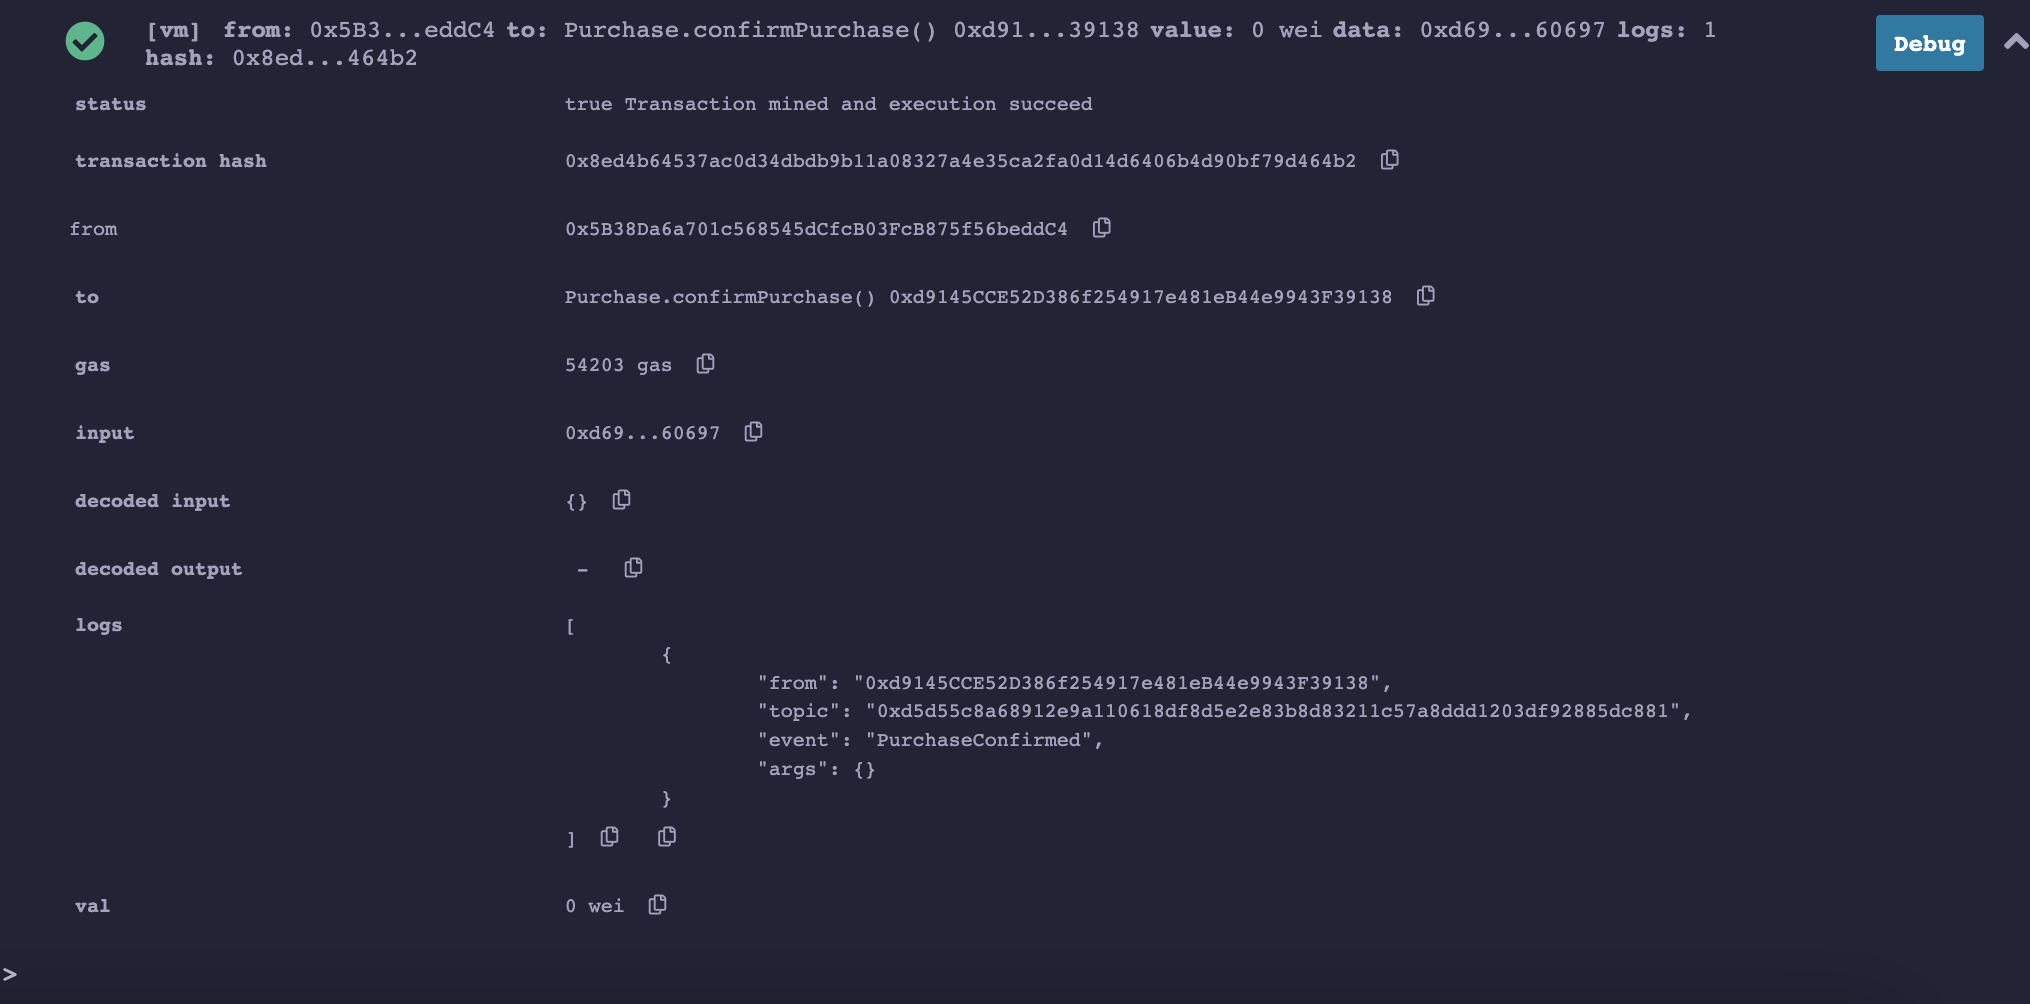 [vm] from: 0x5B3...eddC4 to: Purchase.confirmPurchase() 0xd91...39138 value: 0 wei data: 0xd69...60697 logs: 1
hash: 0x8ed...464b2
Debug
status true Transaction mined and execution succeed
transaction hash 0x8ed4b64537ac0d34dbdb9b11a08327a4e35ca2fa0d14d6406b4d90bf79d464b2
from 0x5B38Da6a701c568545dCfcB03FcB875f56beddC4
to Purchase.confirmPurchase() 0xd9145CCE52D386f254917e481eB44e9943F39138
gas 54203 gas
input 0xd69...60697
decoded input {}
decoded output -
logs [
{
"from": "0xd9145CCE52D386f254917e481eB44e9943F39138",
"topic": "0xd5d55c8a68912e9a110618df8d5e2e83b8d83211c57a8ddd1203df92885dc881",
"event": "PurchaseConfirmed",
"args": {}
}
]
val 0 wei
>